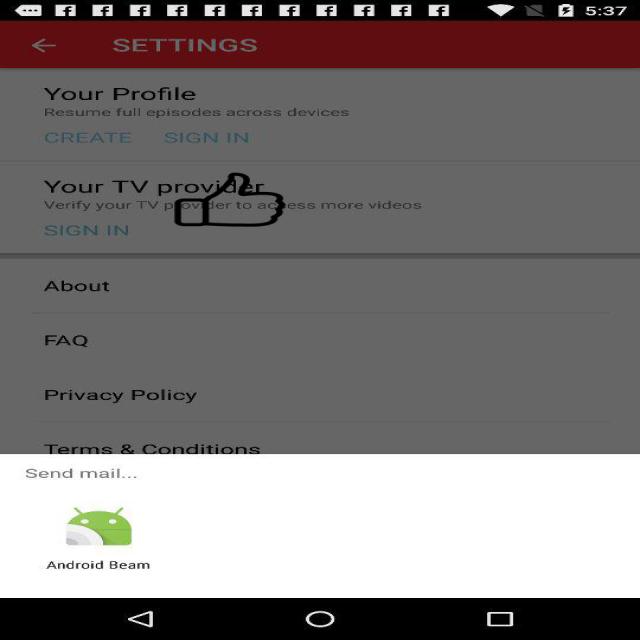 5:37
SETTINGS
Your Profile
Resume full episodes across devices
CREATE SIGN IN
Your TV provider
Verify your TV provider to access more videos
SIGN IN
About
FAQ
Privacy Policy
Terms & Conditions
Send mail...
Android Beam